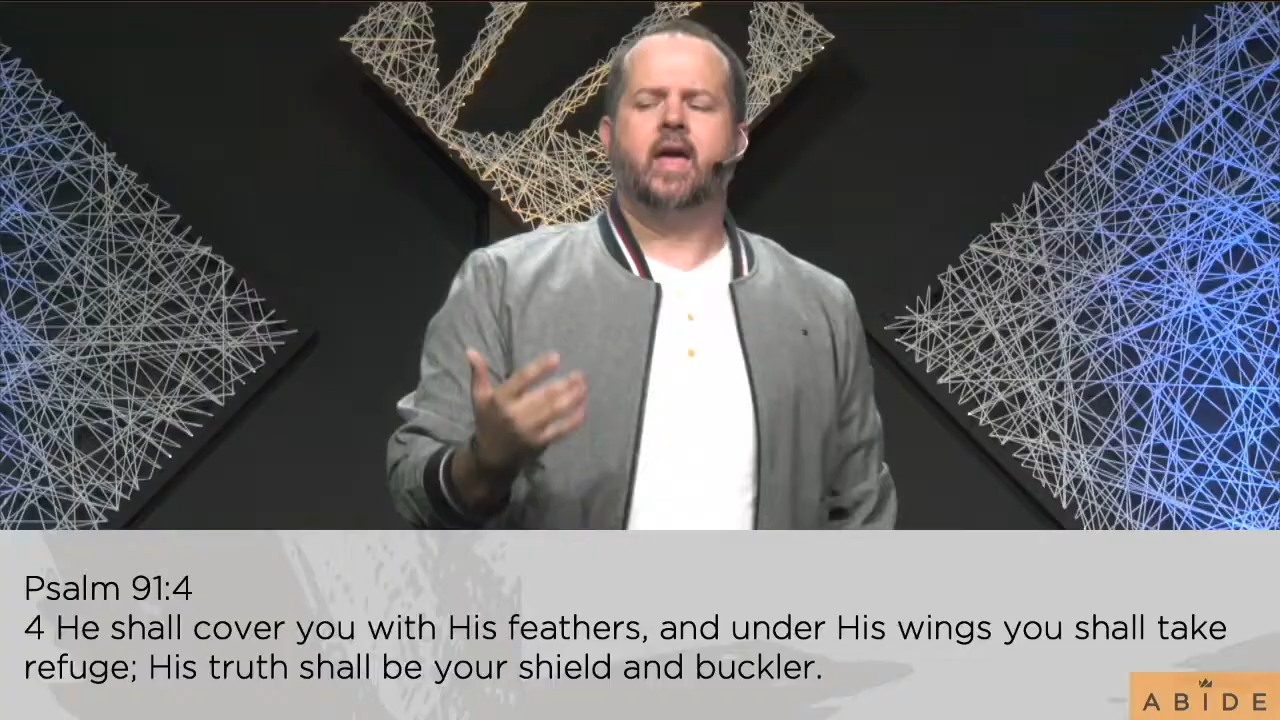 Psalm 91:4
4 He shall cover you with His feathers, and under His wings you shall take
refuge; His truth shall be your shield and buckler.
ABIDE